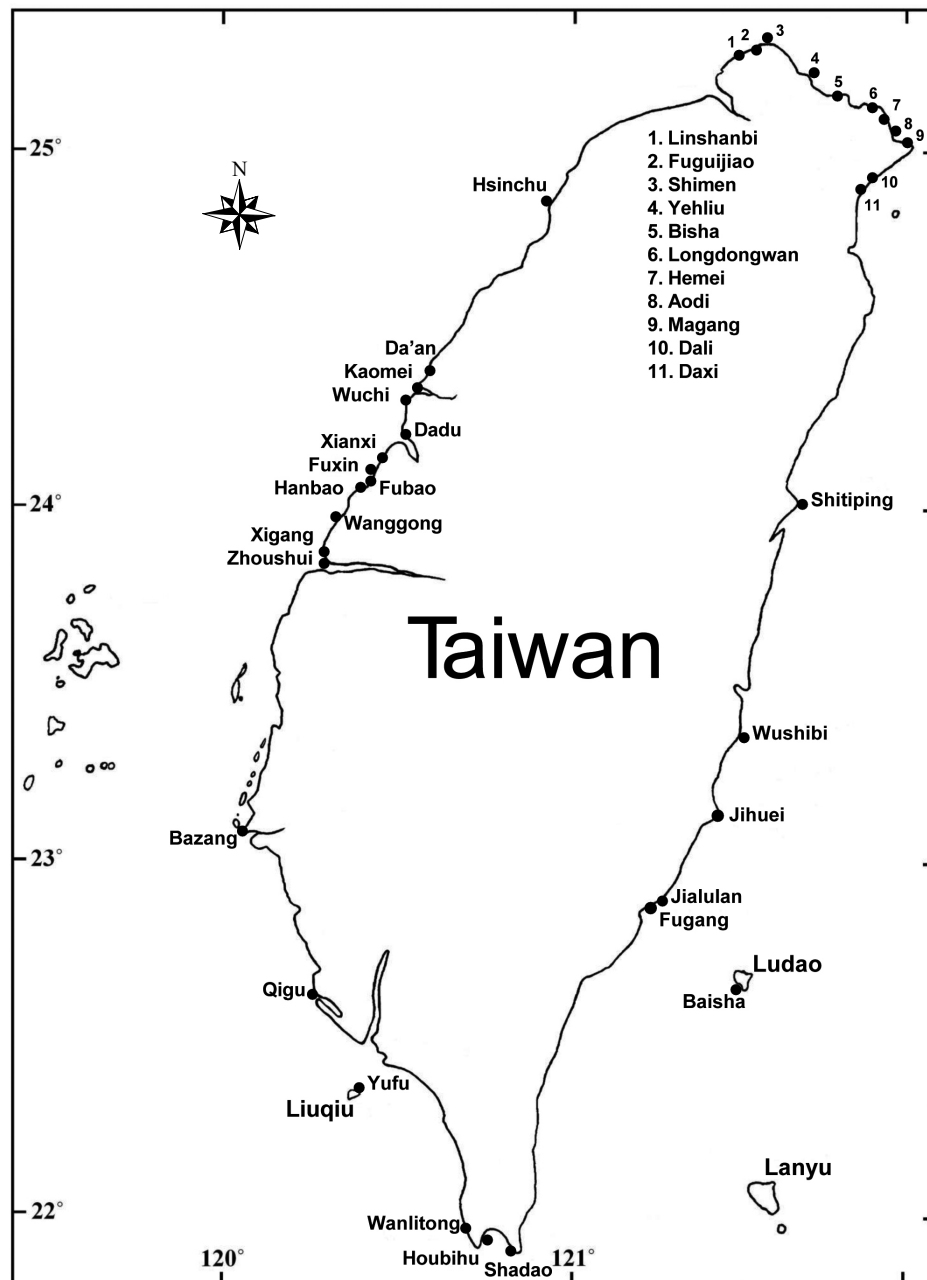 1
2
3
4
5
6
7
8
9
10
11
25°
1. Linshanbi
2. Fuguijiao
3. Shimen
4. Yehliu
5. Bisha
6. Longdongwan
7. Hemei
8. Aodi
9. Magang
10. Dali
11. Daxi
N
Hsinchu
Da'an
Kaomei
Wuchi
Dadu
Xianxi
Fuxin
Hanbao
Fubao
24°
Shitiping
Wanggong
Xigang
Zhoushui
Taiwan
Wushibi
Jihuei
Bazang
23°
Jialulan
Fugang
Ludao
Baisha
Qigu
Yufu
Liuqiu
Lanyu
22°
Wanlitong
Houbihu
Shadao
120°
121°